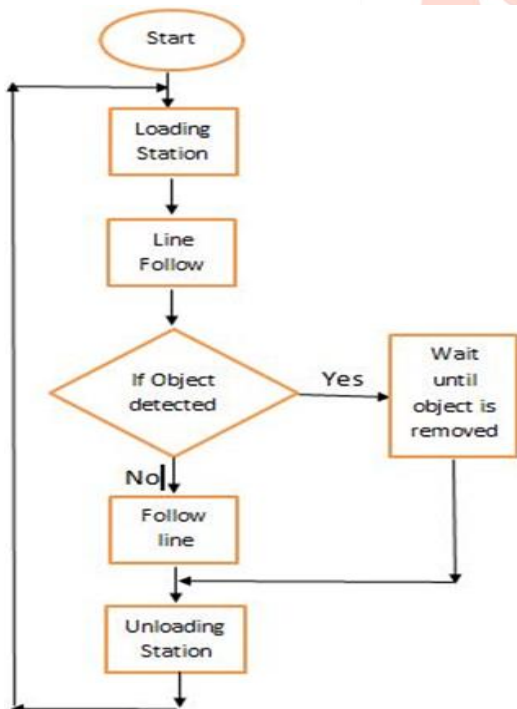 Start
Loading
Station
Line
Follow
If Object
detected
Yes
Wait
until
object is
removed
No
Follow
line
Unloading
Station